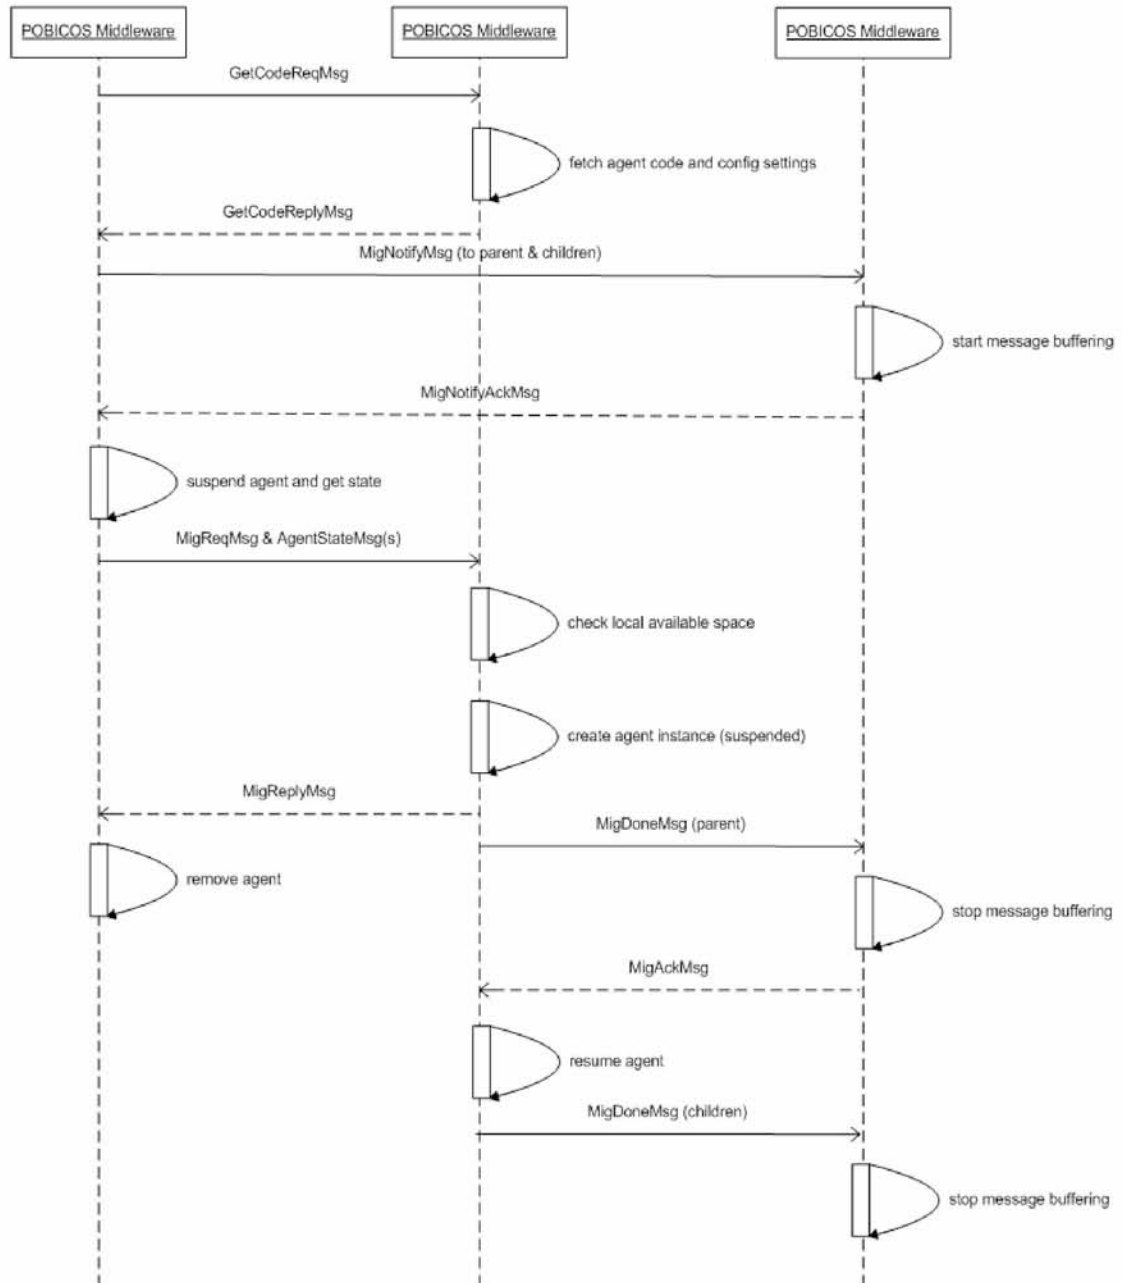 POBICOS Middleware
POBICOS Middleware
POBICOS Middleware
GetCodeReqMsg
fetch agent code and config settings
GetCodeReplyMsg
MigNotifyMsg (to parent & children)
start message buffering
MigNotifyAckMsg
suspend agent and get state
MigReqMsg & AgentStateMsg(s)
check local available space
create agent instance (suspended)
MigReplyMsg
MigDoneMsg (parent)
remove agent
stop message buffering
MigAckMsg
resume agent
MigDoneMsg (children)
stop message buffering